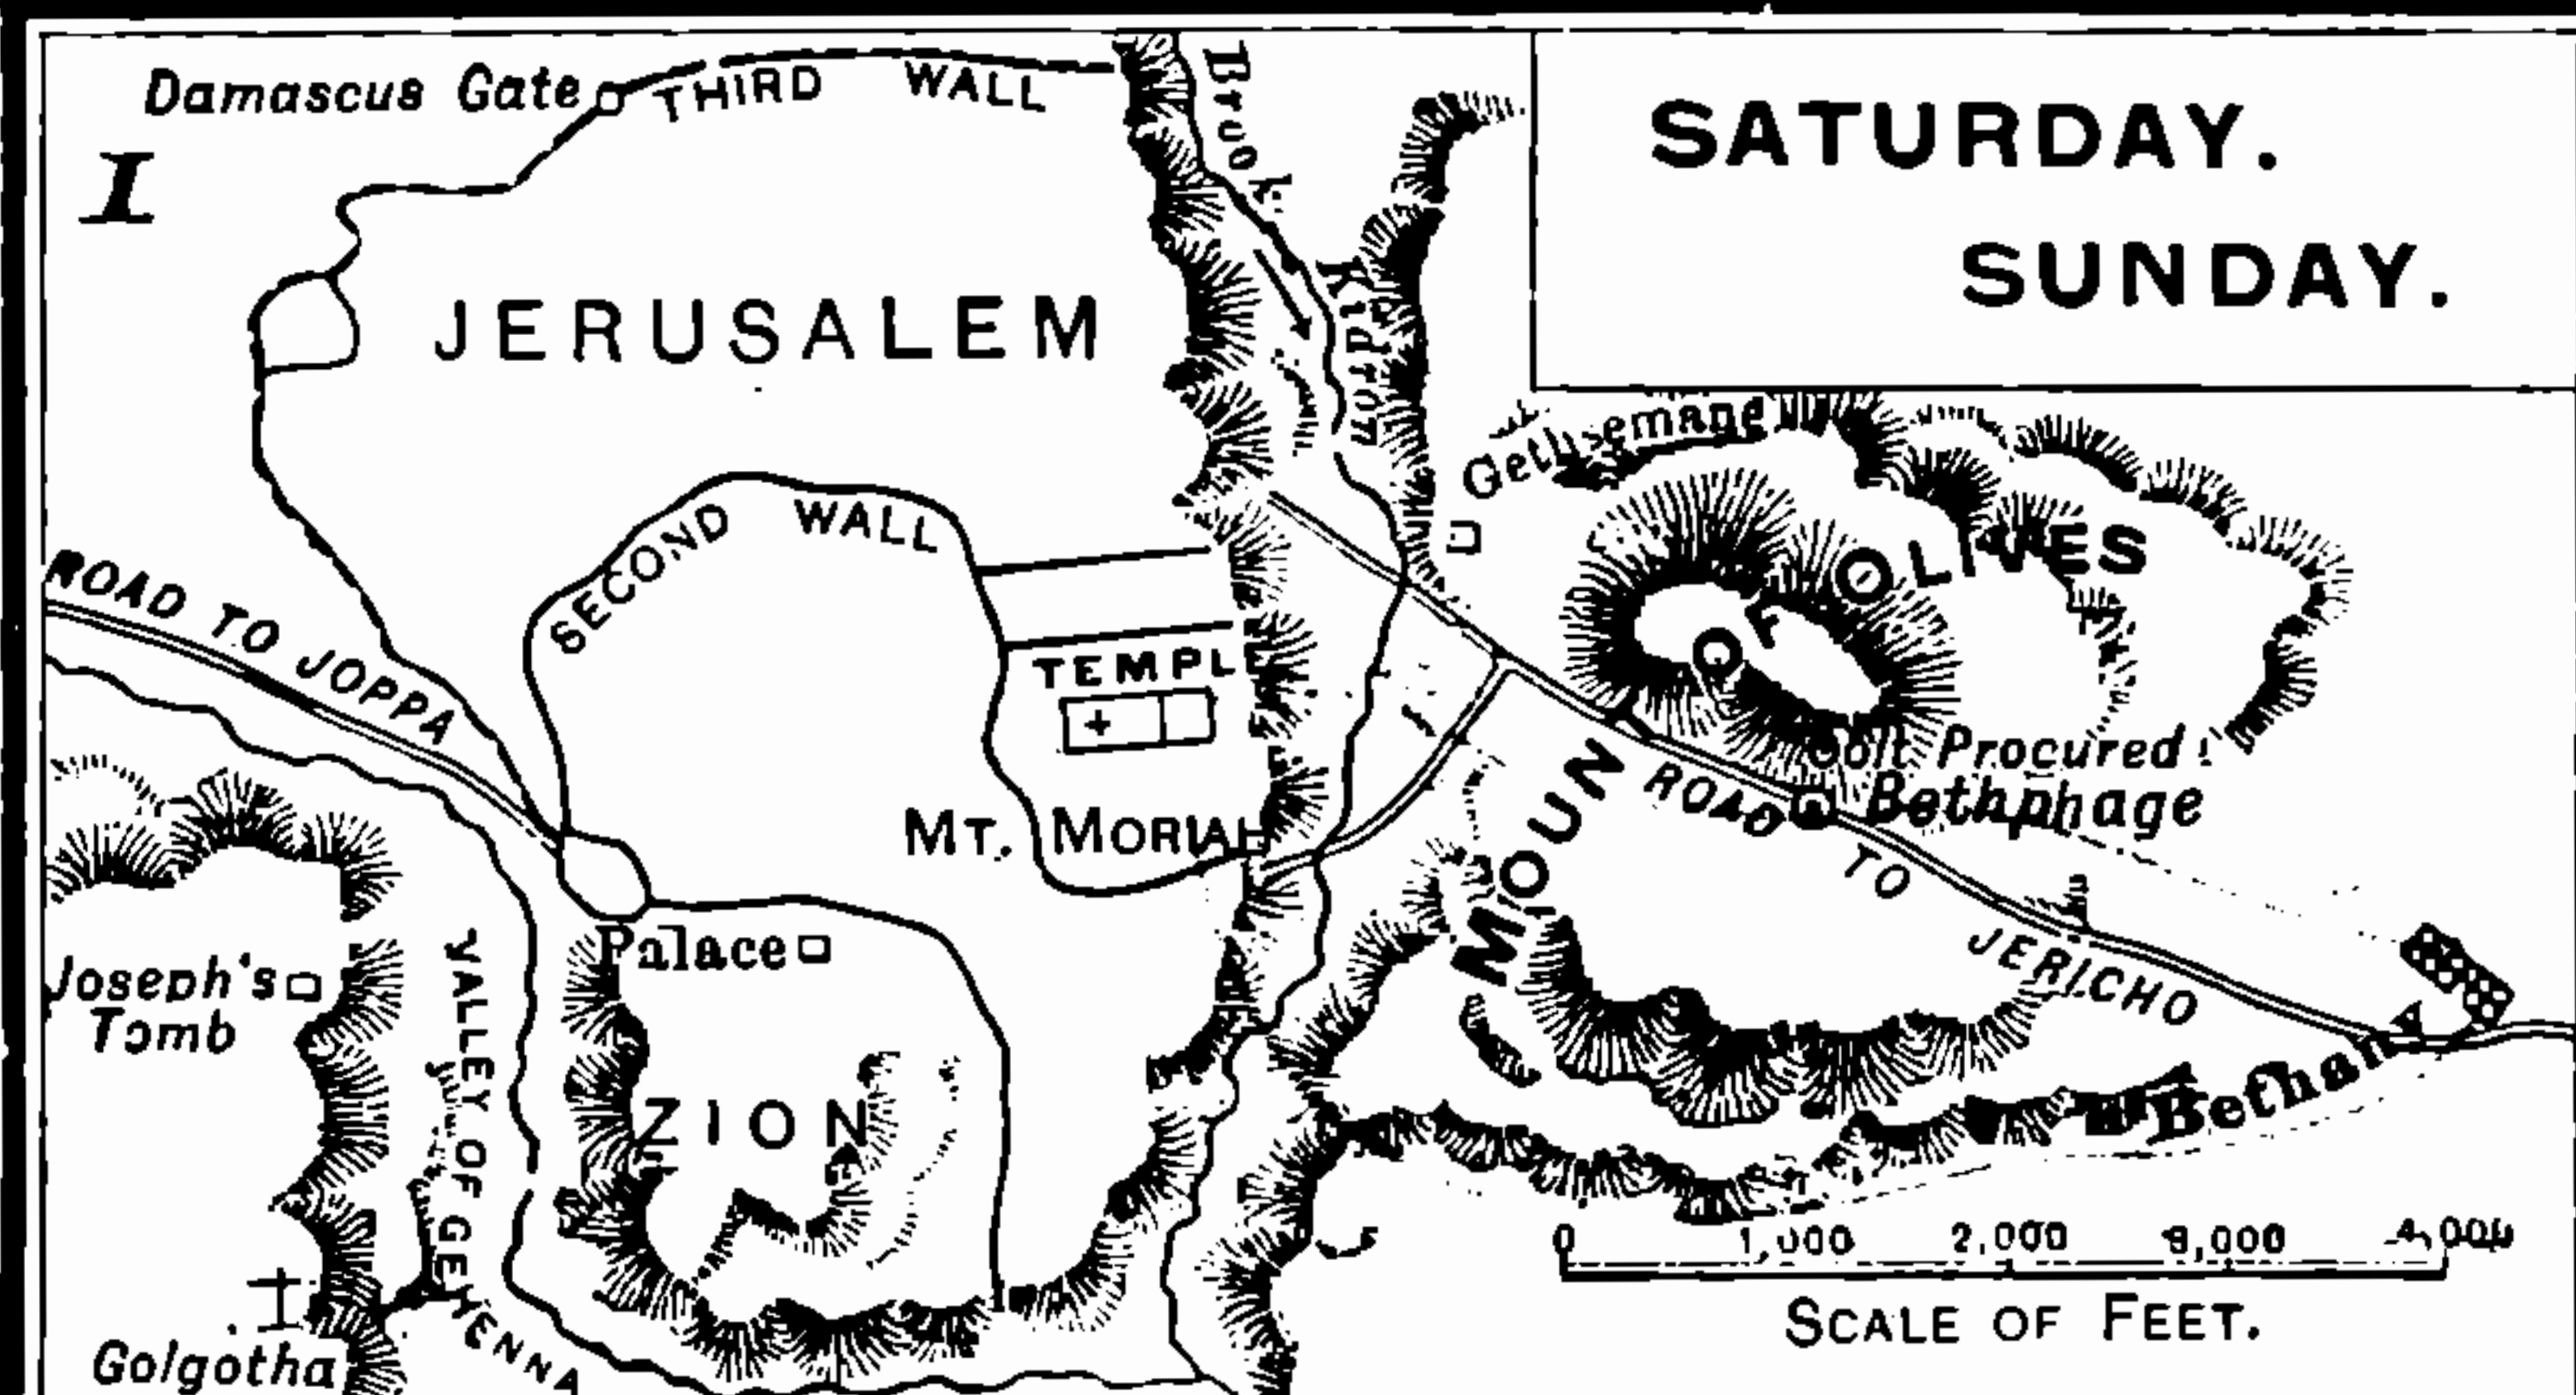 SATURDAY.
SUNDAY.
Damascus Gate
THIRD WALL
I
Brook Kidron
JERUSALEM
Gethsemane
SECOND WALL
MOUN OF OLIVES
ROAD TO JOPPA
TEMPLE
+
Colt Procured
Bethphage
MT. MORIAH
ROAD TO JERICHO
Palace
Joseph's
Tomb
VALLEY OF GEHENNA
ZION
Bethany
0 1,000 2,000 3,000 4,000
SCALE OF FEET.
Golgotha